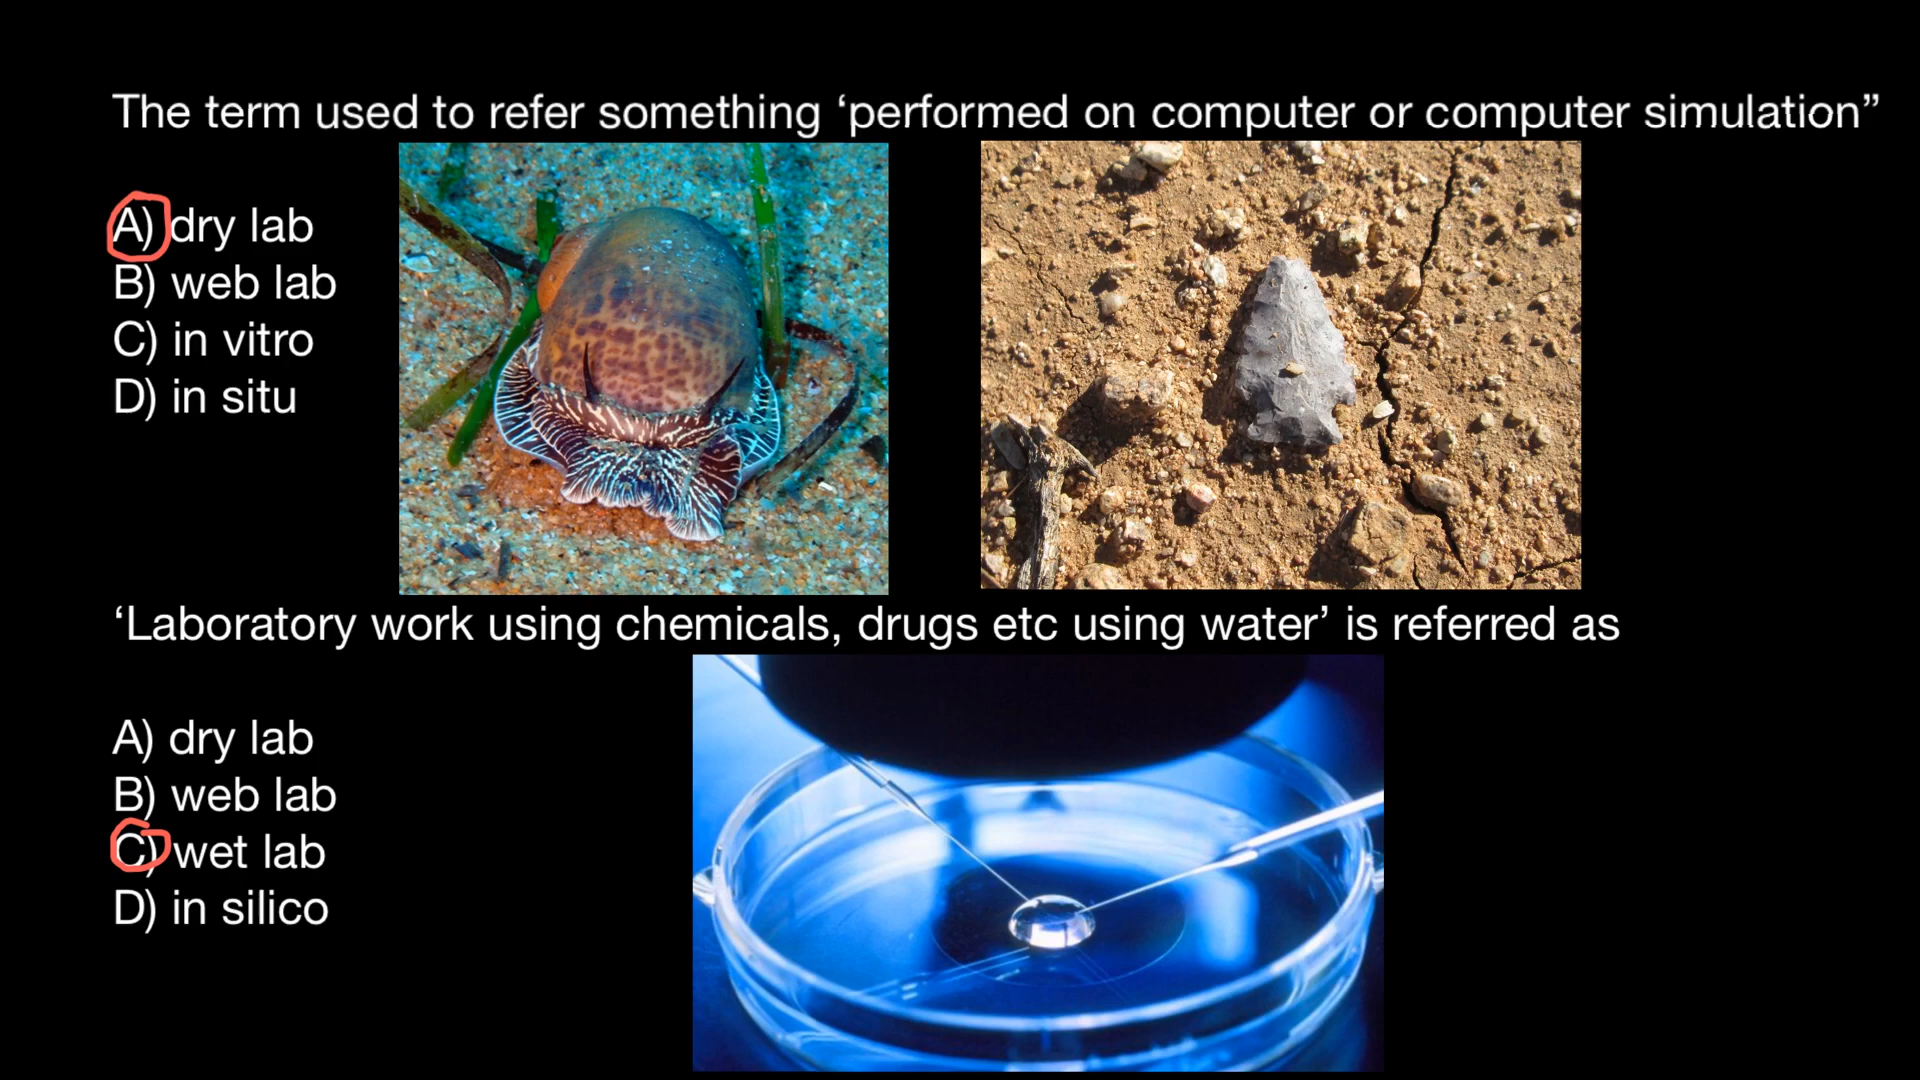 The term used to refer something ‘performed on computer or computer simulation”
A) dry lab
B) web lab
C) in vitro
D) in situ
‘Laboratory work using chemicals, drugs etc using water’ is referred as
A) dry lab
B) web lab
C) wet lab
D) in silico